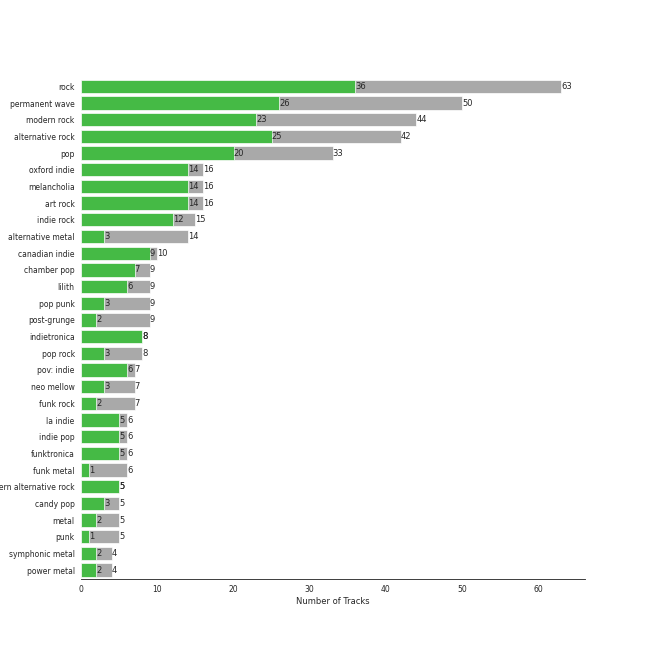 rock 36 63
permanent wave 26 50
modern rock 23 44
alternative rock 25 42
pop 20 33
oxford indie 14 16
melancholia 14 16
art rock 14 16
indie rock 12 15
alternative metal 3 14
canadian indie 9 10
chamber pop 7 9
lilith 6 9
pop punk 3 9
post-grunge 2 9
indietronica 8
pop rock 3 8
pov: indie 6 7
neo mellow 3 7
funk rock 2 7
la indie 5 6
indie pop 5 6
funktronica 5 6
funk metal 1 6
ern alternative rock 5
candy pop 3 5
metal 2 5
punk 1 5
symphonic metal 2 4
power metal 2 4
0 10 20 30 40 50 60
Number of Tracks